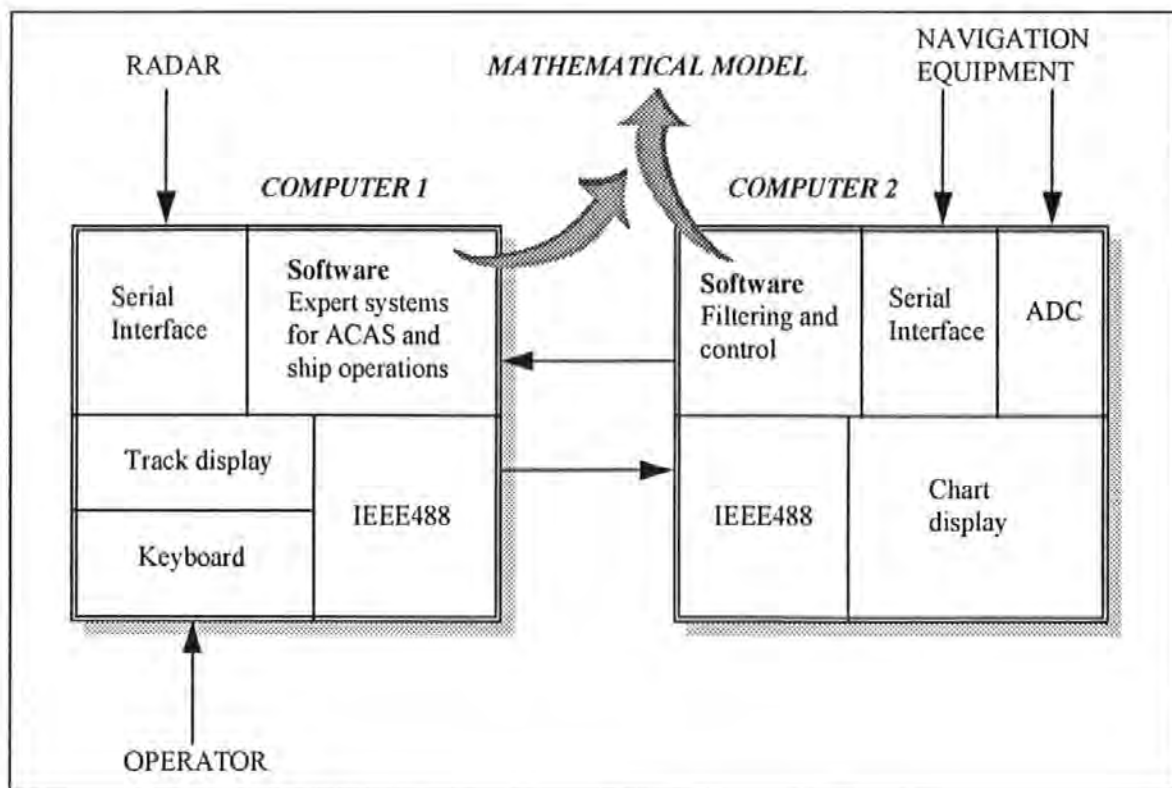 RADAR
MATHEMATICAL MODEL
NAVIGATION
EQUIPMENT
COMPUTER 1
COMPUTER 2
Serial
Interface
Software
Expert systems
for ACAS and
ship operations
Track display
Keyboard
IEEE488
Software
Filtering and
control
Serial
Interface
ADC
IEEE488
Chart
display
OPERATOR